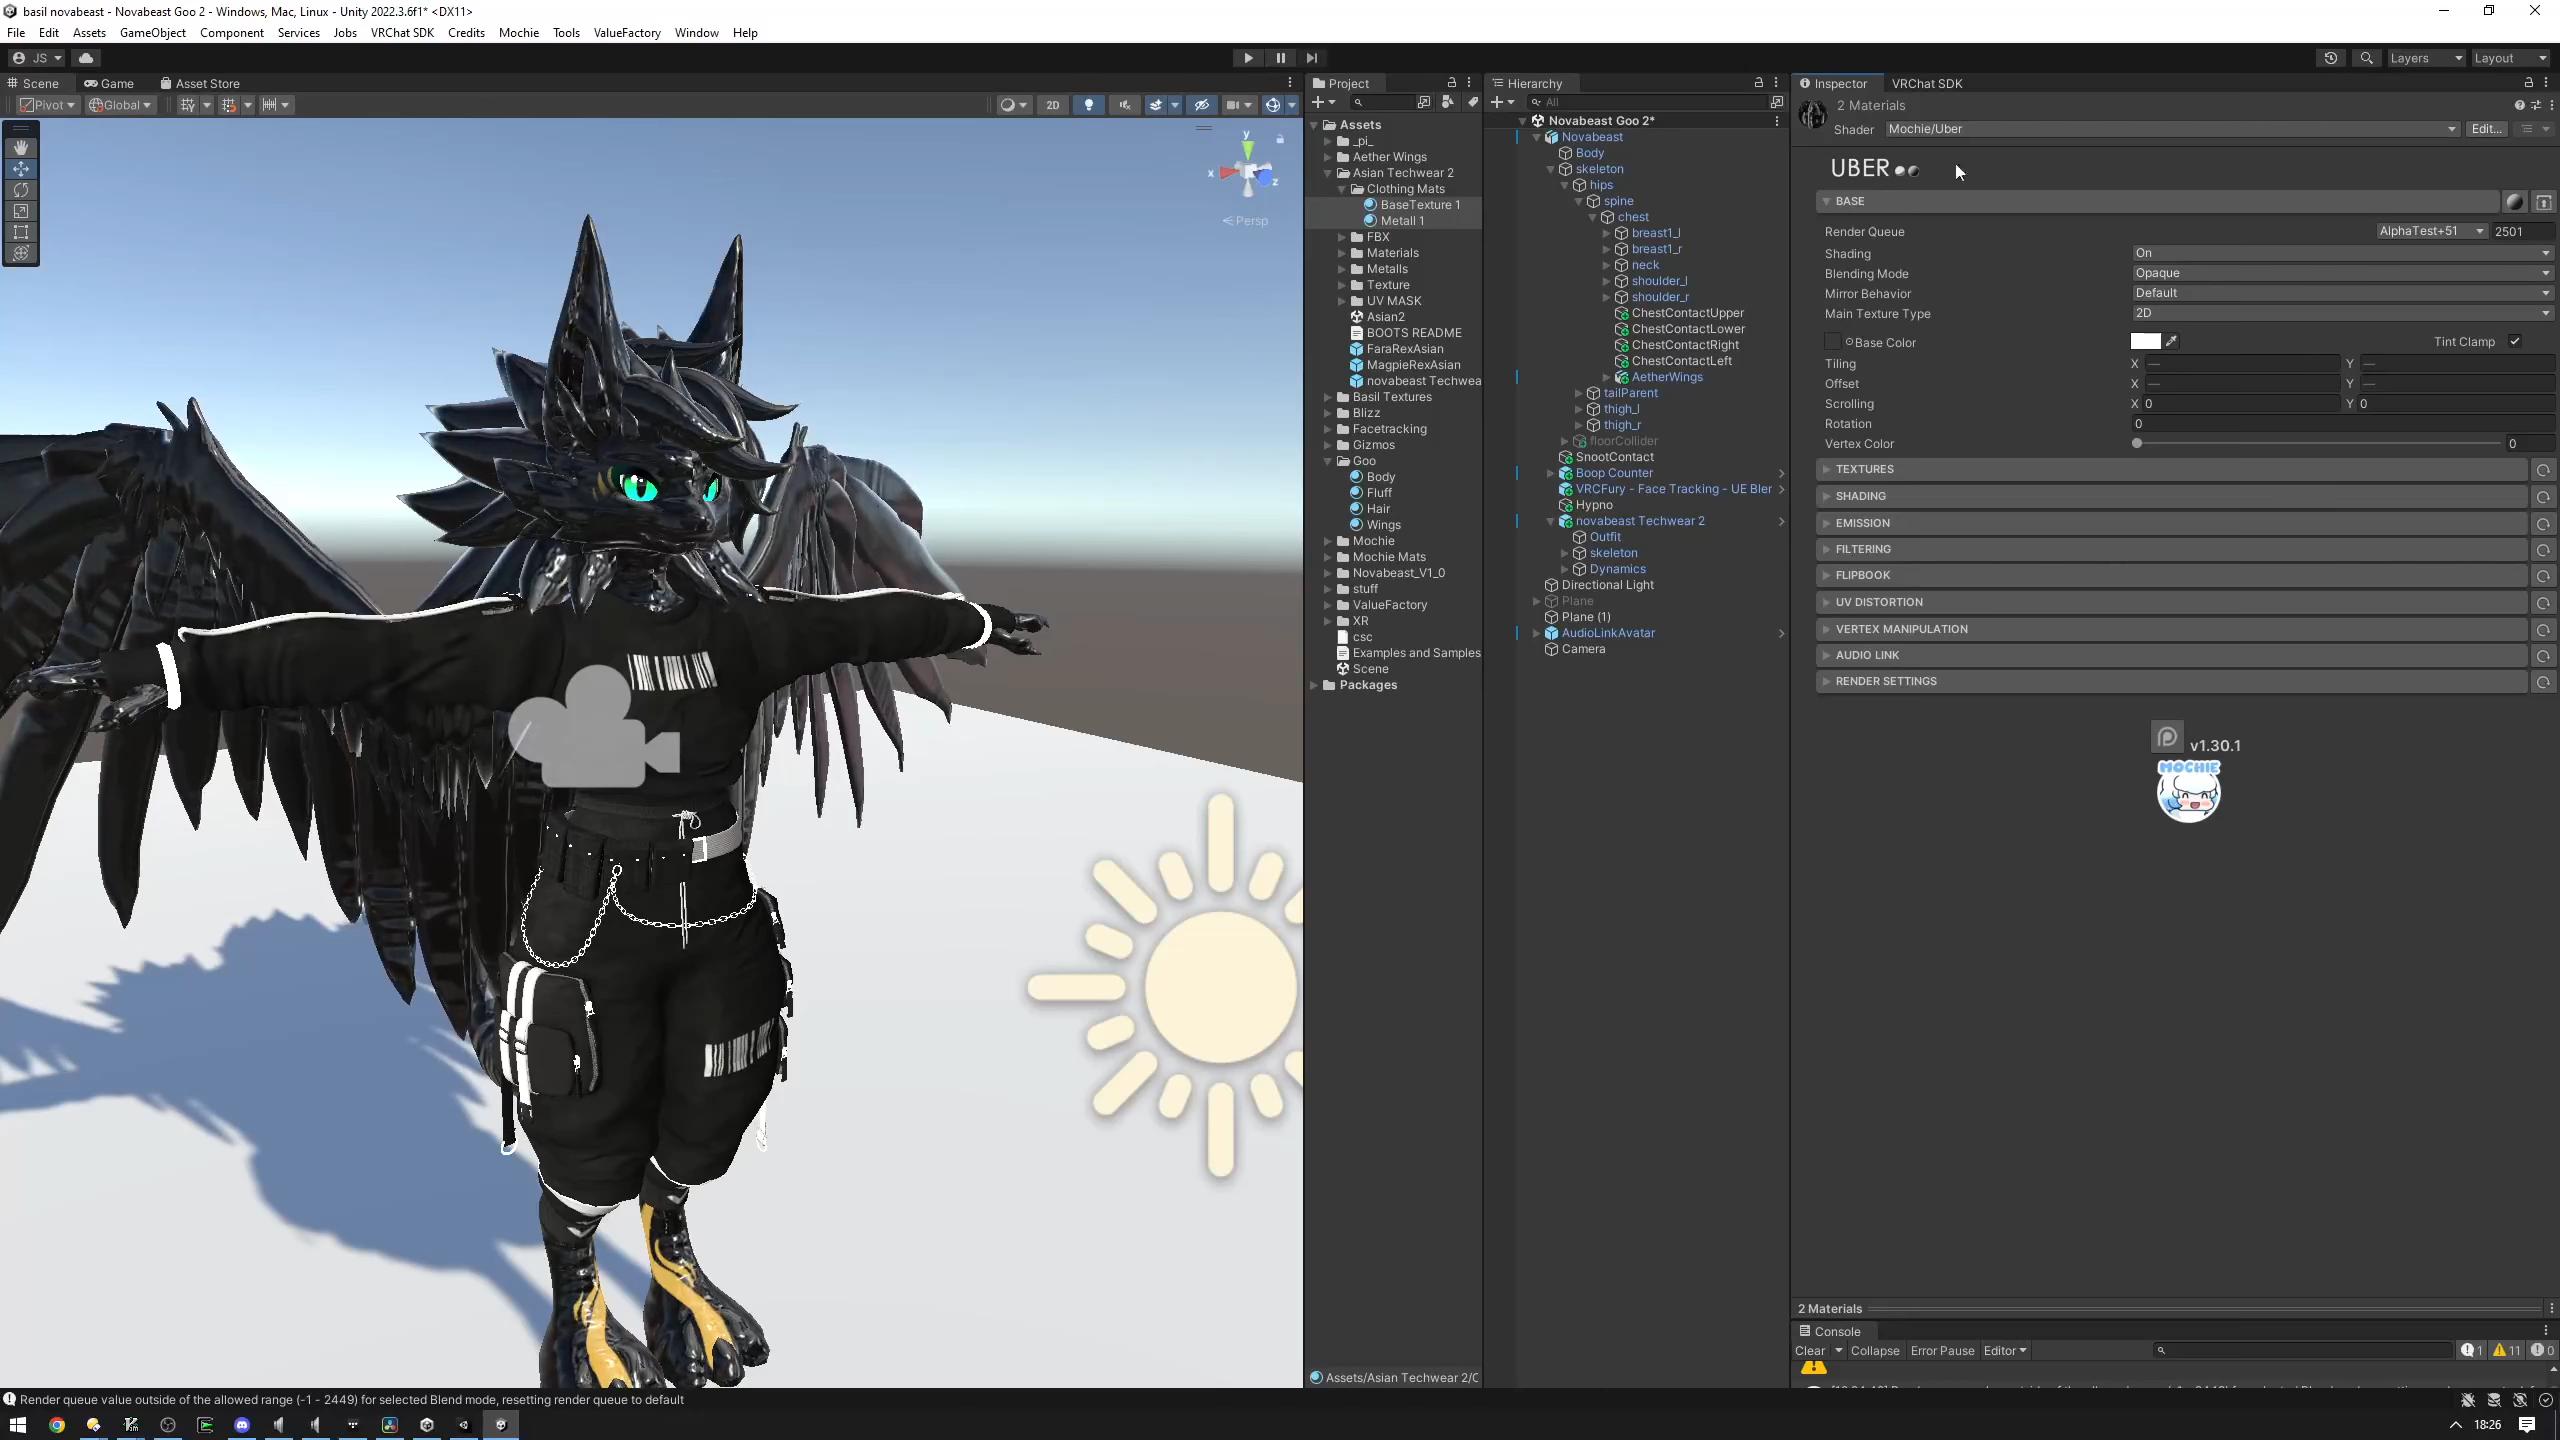 basil novabeast - Novabeast Goo 2 - Windows, Mac, Linux - Unity 2022.3.6f1* <DX11>
File Edit Assets GameObject Component Services Jobs VRChat SDK Credits Mochie Tools ValueFactory Window Help
JS
Layers Layout
Scene Game Asset Store
Pivot Global 2D
y
x
z
Persp
Project
Assets
_pi_
Aether Wings
Asian Techwear 2
Clothing Mats
BaseTexture 1
Metall 1
FBX
Materials
Metalls
Texture
UV MASK
Asian2
BOOTS README
FaraRexAsian
MagpieRexAsian
novabeast Techwea
Basil Textures
Blizz
Facetracking
Gizmos
Goo
Body
Fluff
Hair
Wings
Mochie
Mochie Mats
Novabeast_V1_0
stuff
ValueFactory
XR
csc
Examples and Samples
Scene
Packages
Assets/Asian Techwear 2/C
Hierarchy
All
Novabeast Goo 2*
Novabeast
Body
skeleton
hips
spine
chest
breast1_l
breast1_r
neck
shoulder_l
shoulder_r
ChestContactUpper
ChestContactLower
ChestContactRight
ChestContactLeft
AetherWings
tailParent
thigh_l
thigh_r
floorCollider
SnootContact
Boop Counter
VRCFury - Face Tracking - UE Bler
Hypno
novabeast Techwear 2
Outfit
skeleton
Dynamics
Directional Light
Plane
Plane (1)
AudioLinkAvatar
Camera
Inspector VRChat SDK
2 Materials
Shader Mochie/Uber Edit...
UBER
BASE
Render Queue AlphaTest+51 2501
Shading On
Blending Mode Opaque
Mirror Behavior Default
Main Texture Type 2D
Base Color Tint Clamp
Tiling X — Y —
Offset X — Y —
Scrolling X 0 Y 0
Rotation 0
Vertex Color 0
TEXTURES
SHADING
EMISSION
FILTERING
FLIPBOOK
UV DISTORTION
VERTEX MANIPULATION
AUDIO LINK
RENDER SETTINGS
v1.30.1
MOCHIE
2 Materials
Console
Clear Collapse Error Pause Editor 1 11 0
Render queue value outside of the allowed range (-1 - 2449) for selected Blend mode, resetting render queue to default
18:26